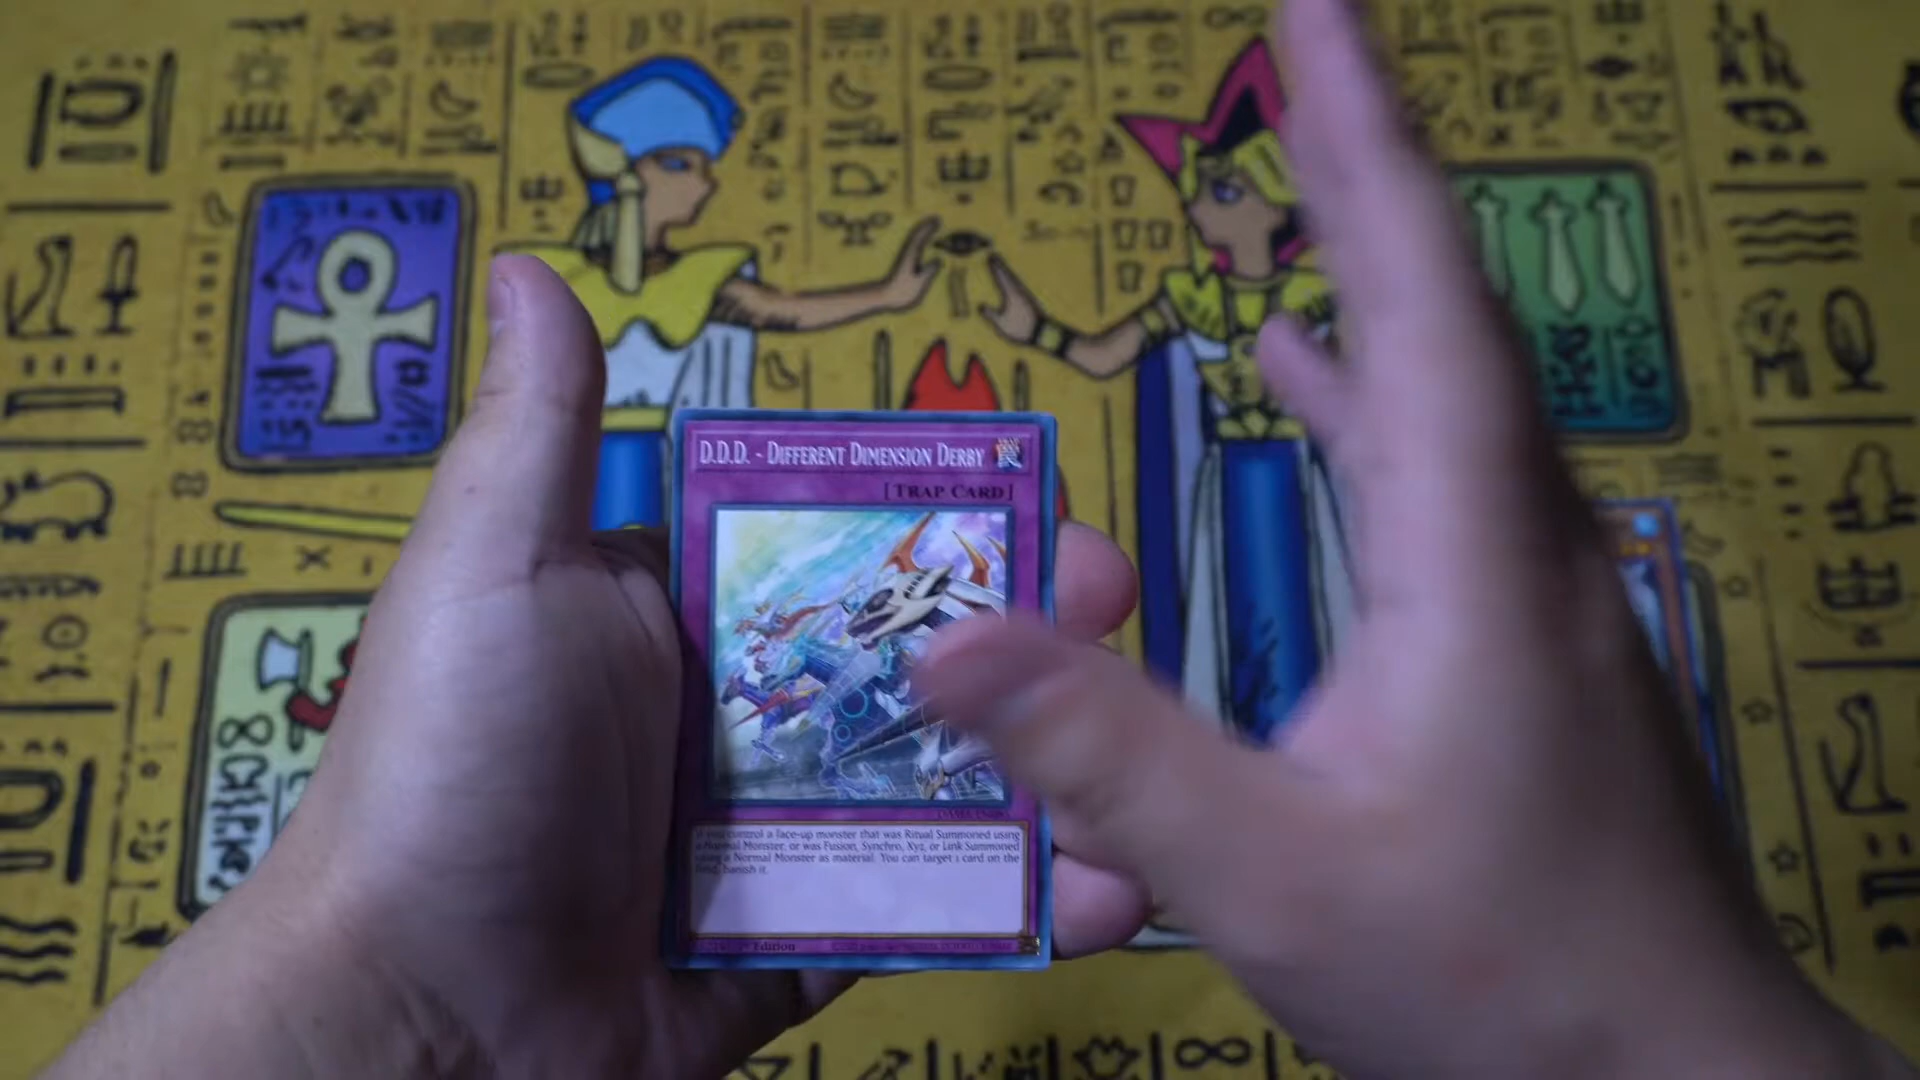 D.D.D. - DIFFERENT DIMENSION DERBY
[TRAP CARD]
If you control a face-up monster that was Ritual Summoned using
a Normal Monster, or was Fusion, Synchro, Xyz, or Link Summoned
using a Normal Monster as material: You can target 1 card on the
field; banish it.
Edition